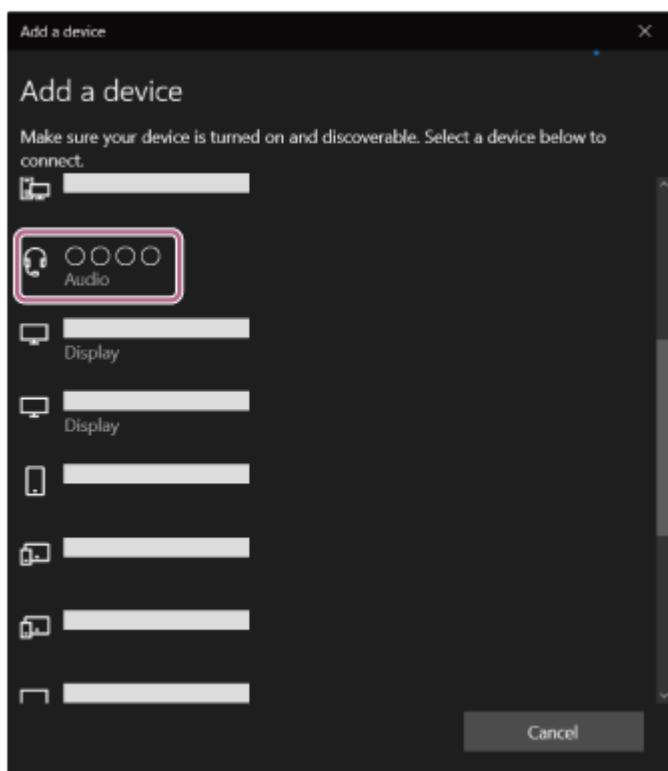 Add a device
Add a device
Make sure your device is turned on and discoverable. Select a device below to
connect.
○○○○
Audio
Display
Display
Cancel